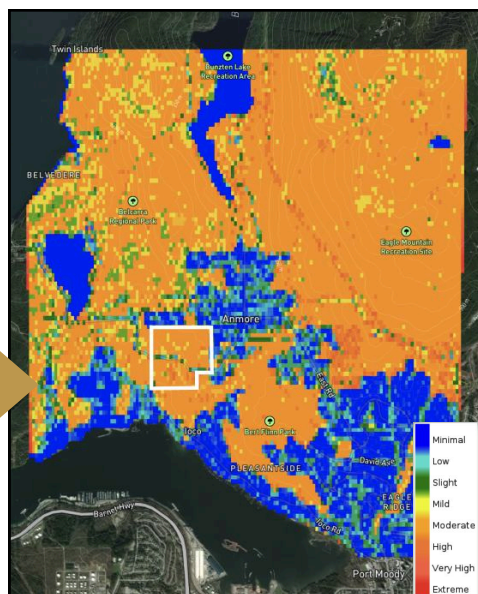 Twin Islands
Buntzen Lake
Recreation Area
BELVEDERE
Belcarra
Regional Park
Eagle Mountain
Recreation Site
Anmore
East Rd
Ioco
Bert Flinn Park
PLEASANTSIDE
David Ave
EAGLE
RIDGE
Ioco Rd
Barnet Hwy
Port Moody
Minimal
Low
Slight
Mild
Moderate
High
Very High
Extreme